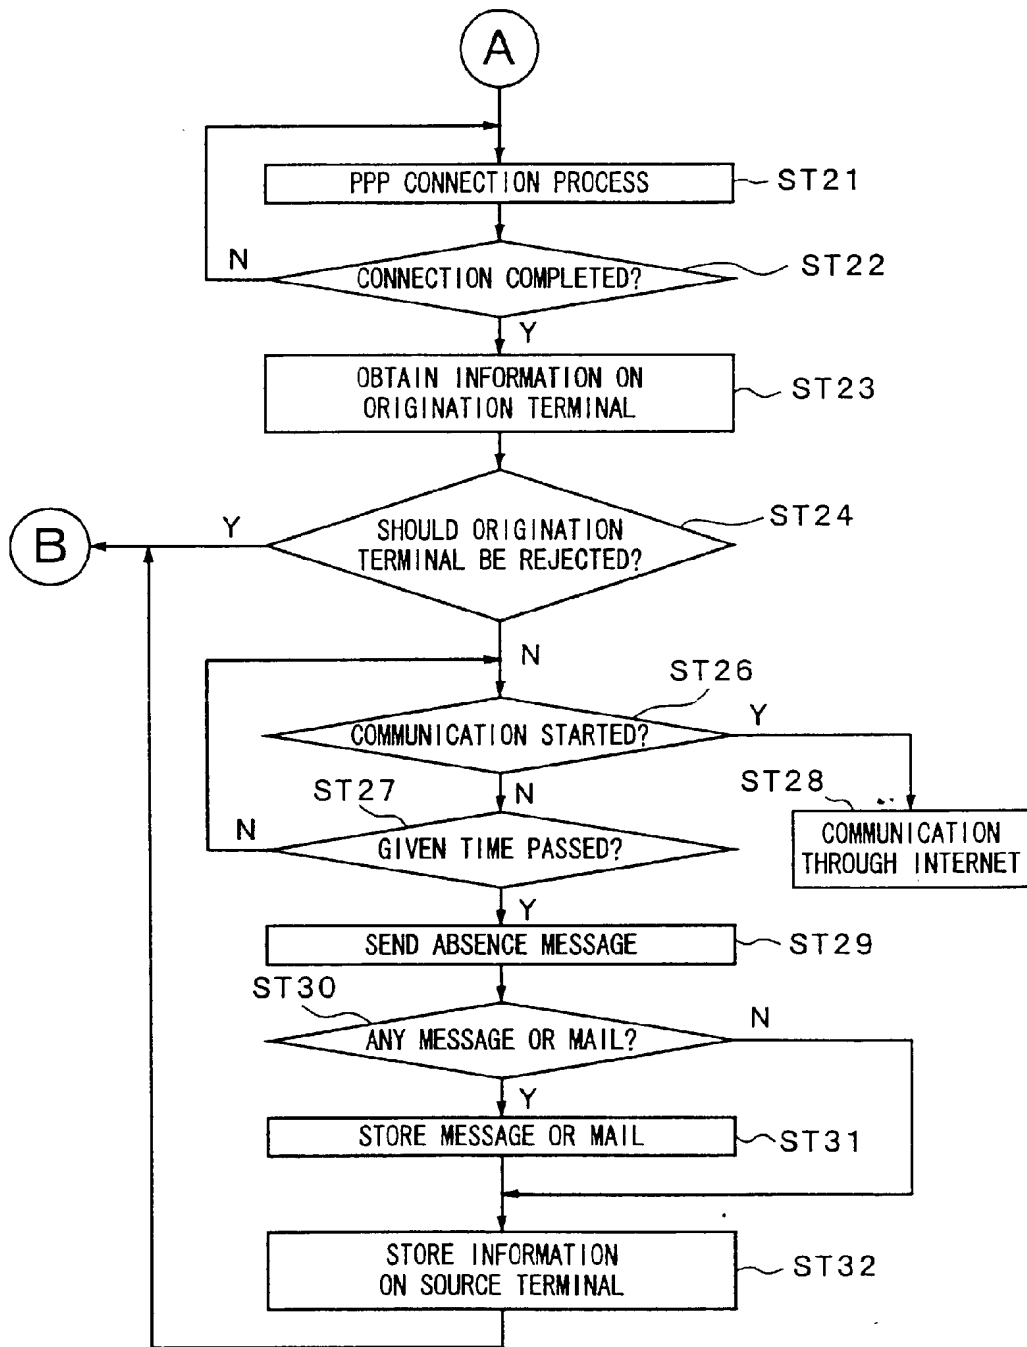 A
PPP CONNECTION PROCESS
ST21
N
CONNECTION COMPLETED?
ST22
Y
OBTAIN INFORMATION ON
ORIGINATION TERMINAL
ST23
B
Y
SHOULD ORIGINATION
TERMINAL BE REJECTED?
ST24
N
ST26
COMMUNICATION STARTED?
Y
ST27
N
ST28
N
GIVEN TIME PASSED?
COMMUNICATION
THROUGH INTERNET
Y
SEND ABSENCE MESSAGE
ST29
ST30
ANY MESSAGE OR MAIL?
N
Y
STORE MESSAGE OR MAIL
ST31
STORE INFORMATION
ON SOURCE TERMINAL
ST32